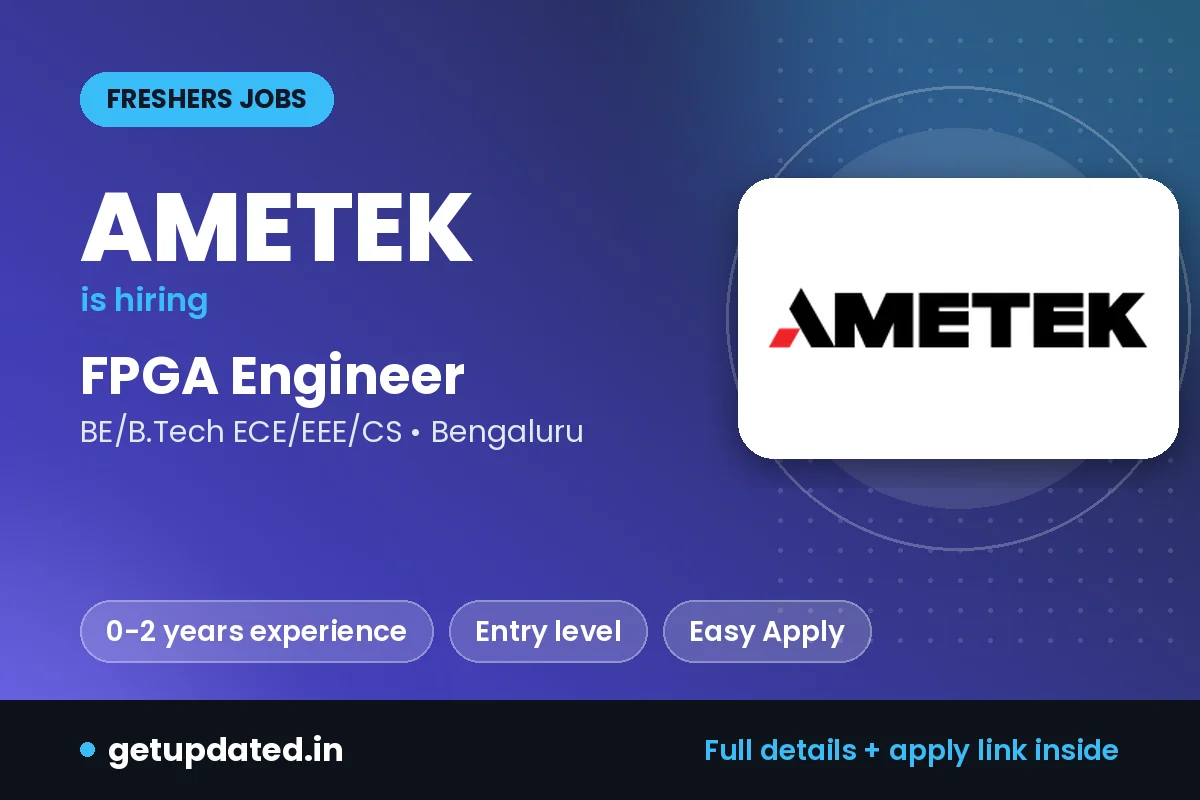 FRESHERS JOBS
AMETEK
is hiring
FPGA Engineer
BE/B.Tech ECE/EEE/CS • Bengaluru
AMETEK
0-2 years experience
Entry level
Easy Apply
getupdated.in
Full details + apply link inside